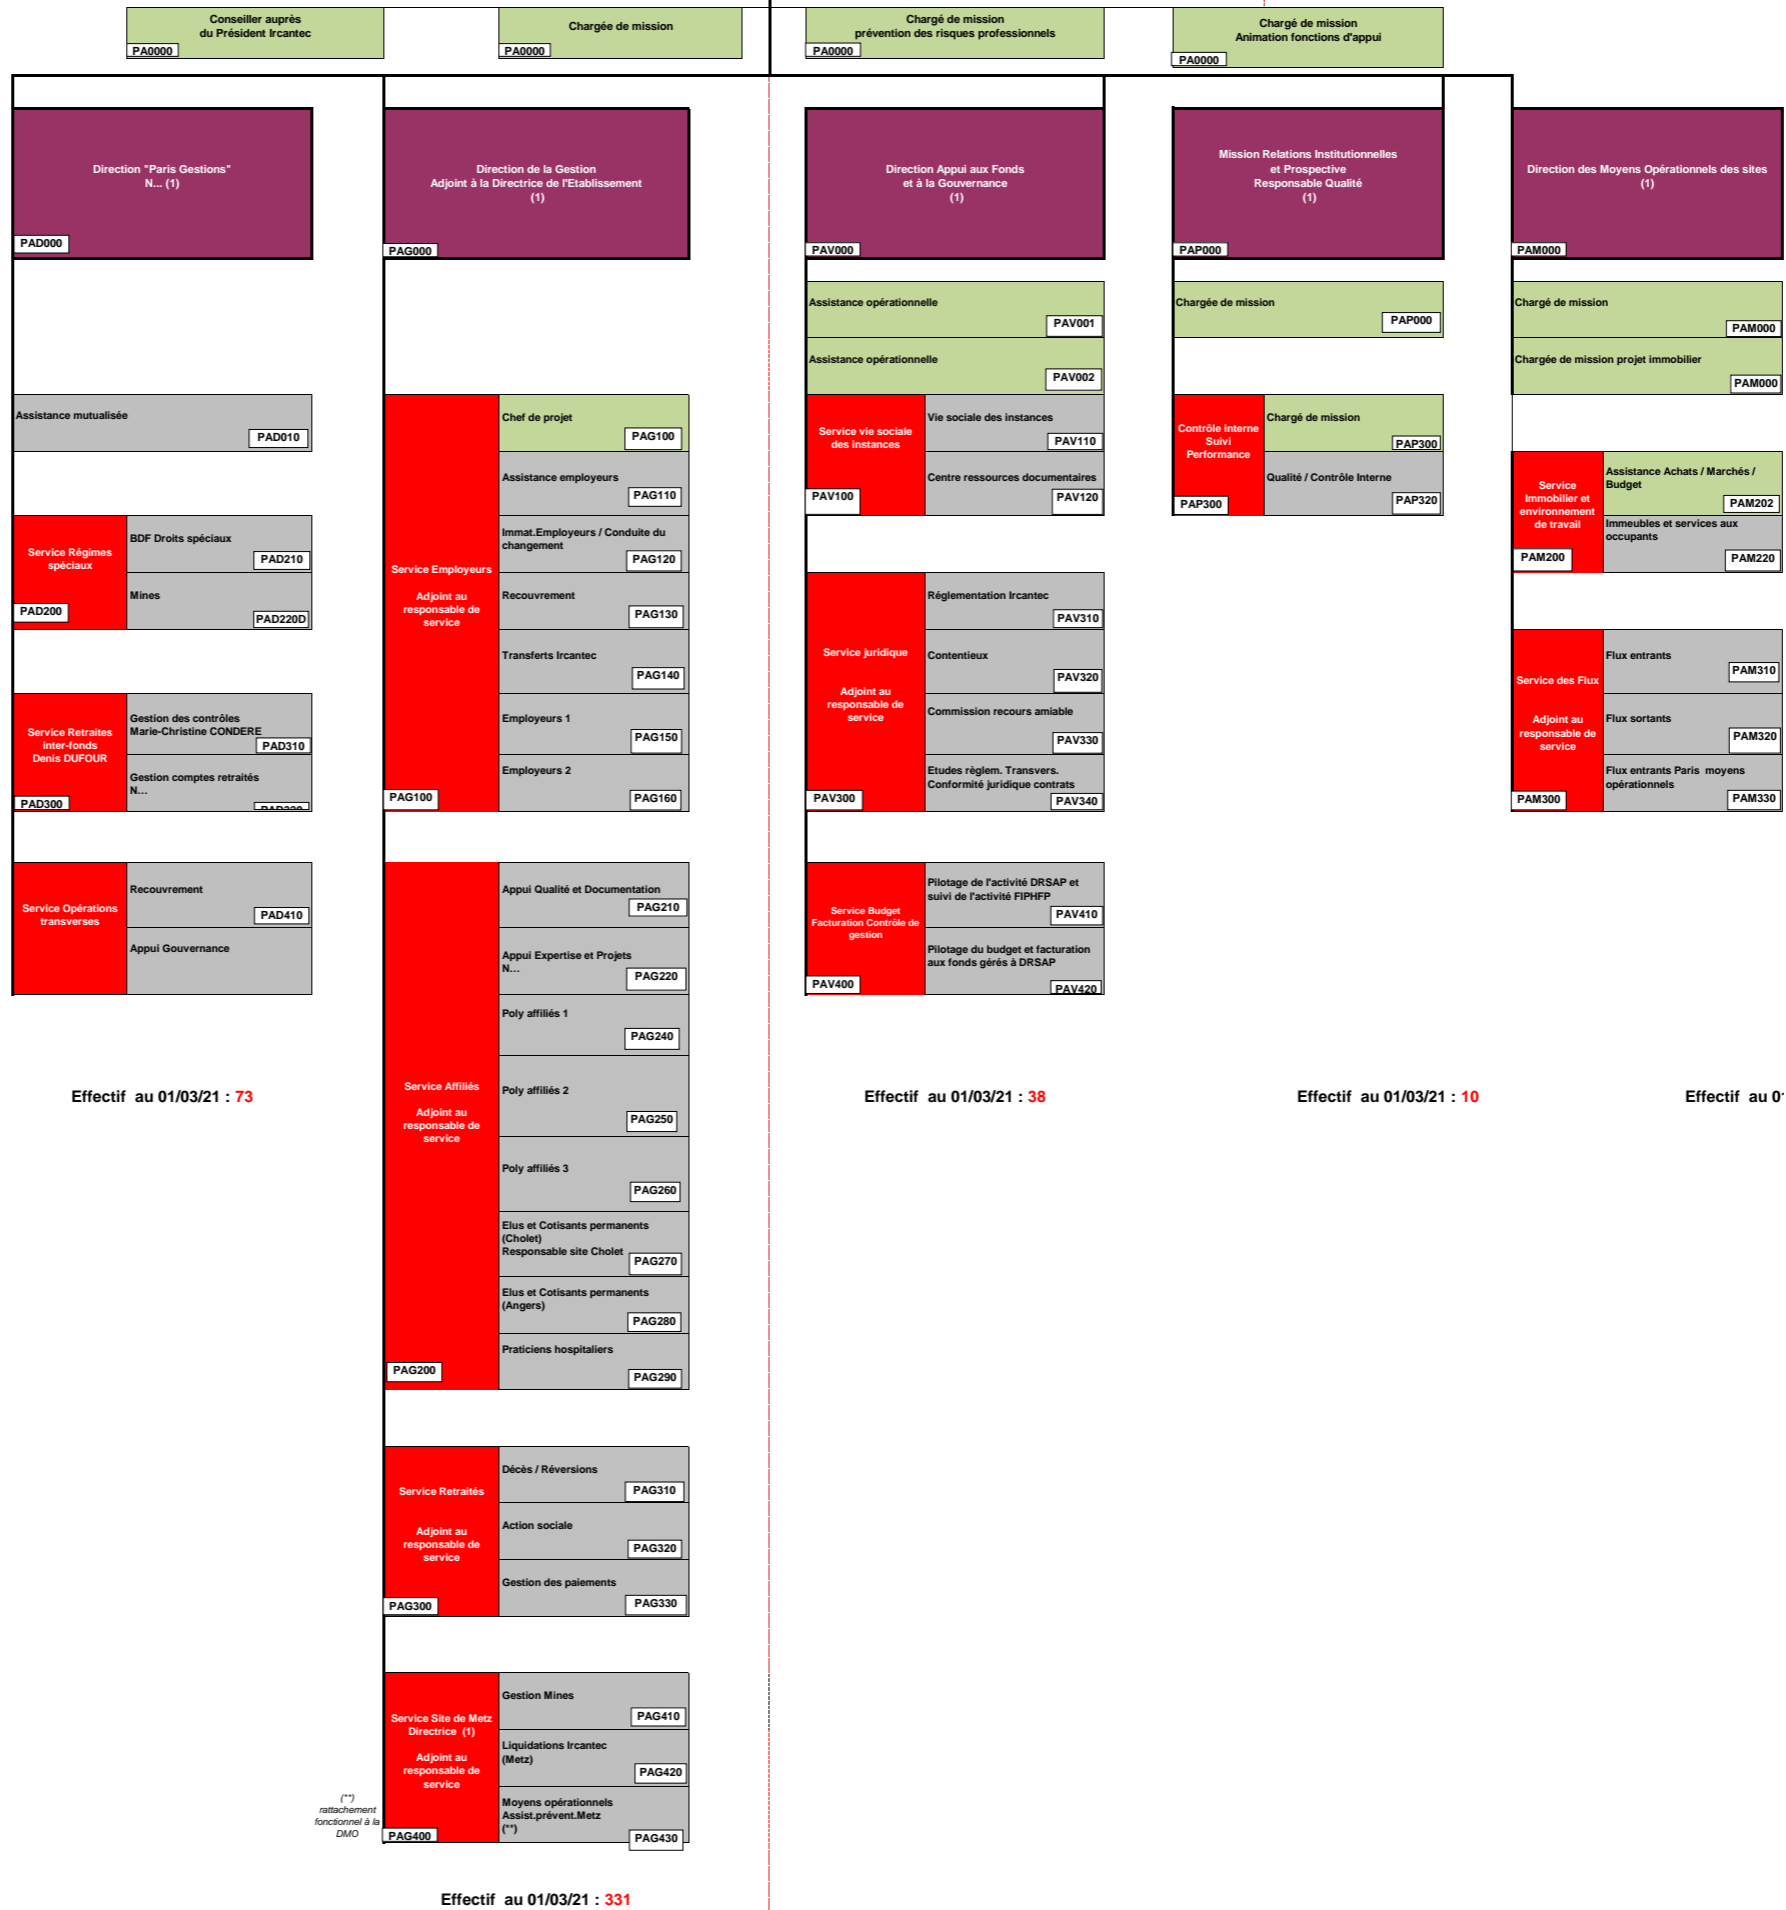 Conseiller auprès
du Président Ircantec
PA0000
Chargée de mission
PA0000
Chargé de mission
prévention des risques professionnels
PA0000
Chargé de mission
Animation fonctions d'appui
PA0000
Direction "Paris Gestions"
N... (1)
PAD000
Direction de la Gestion
Adjoint à la Directrice de l'Etablissement
(1)
PAG000
Direction Appui aux Fonds
et à la Gouvernance
(1)
PAV000
Mission Relations Institutionnelles
et Prospective
Responsable Qualité
(1)
PAP000
Direction des Moyens Opérationnels des sites
(1)
PAM000
Assistance mutualisée
PAD010
Service Régimes
spéciaux
PAD200
BDF Droits spéciaux
PAD210
Mines
PAD220D
Service Retraites
inter-fonds
Denis DUFOUR
PAD300
Gestion des contrôles
Marie-Christine CONDERE
PAD310
Gestion comptes retraités
N...
Service Opérations
transverses
Recouvrement
PAD410
Appui Gouvernance
Effectif au 01/03/21 : 73
Service Employeurs
Adjoint au
responsable de
service
PAG100
Chef de projet
PAG100
Assistance employeurs
PAG110
Immat.Employeurs / Conduite du
changement
PAG120
Recouvrement
PAG130
Transferts Ircantec
PAG140
Employeurs 1
PAG150
Employeurs 2
PAG160
Service Affiliés
Adjoint au
responsable de
service
PAG200
Appui Qualité et Documentation
PAG210
Appui Expertise et Projets
N...
PAG220
Poly affiliés 1
PAG240
Poly affiliés 2
PAG250
Poly affiliés 3
PAG260
Elus et Cotisants permanents
(Cholet)
Responsable site Cholet
PAG270
Elus et Cotisants permanents
(Angers)
PAG280
Praticiens hospitaliers
PAG290
Service Retraités
Adjoint au
responsable de
service
PAG300
Décès / Réversions
PAG310
Action sociale
PAG320
Gestion des paiements
PAG330
Service Site de Metz
Directrice (1)
Adjoint au
responsable de
service
PAG400
Gestion Mines
PAG410
Liquidations Ircantec
(Metz)
PAG420
Moyens opérationnels
Assist.prévent.Metz
(**)
PAG430
(**)
rattachement
fonctionnel à la
DMO
Effectif au 01/03/21 : 331
Assistance opérationnelle
PAV001
Assistance opérationnelle
PAV002
Service vie sociale
des instances
PAV100
Vie sociale des instances
PAV110
Centre ressources documentaires
PAV120
Service juridique
Adjoint au
responsable de
service
PAV300
Réglementation Ircantec
PAV310
Contentieux
PAV320
Commission recours amiable
PAV330
Etudes règlem. Transvers.
Conformité juridique contrats
PAV340
Service Budget
Facturation Contrôle de
gestion
PAV400
Pilotage de l'activité DRSAP et
suivi de l'activité FIPHFP
PAV410
Pilotage du budget et facturation
aux fonds gérés à DRSAP
PAV420
Effectif au 01/03/21 : 38
Chargée de mission
PAP000
Contrôle interne
Suivi
Performance
PAP300
Chargé de mission
PAP300
Qualité / Contrôle Interne
PAP320
Effectif au 01/03/21 : 10
Chargé de mission
PAM000
Chargée de mission projet immobilier
PAM000
Service
Immobilier et
environnement
de travail
PAM200
Assistance Achats / Marchés /
Budget
PAM202
Immeubles et services aux
occupants
PAM220
Service des Flux
Adjoint au
responsable de
service
PAM300
Flux entrants
PAM310
Flux sortants
PAM320
Flux entrants Paris moyens
opérationnels
PAM330
Effectif au 01